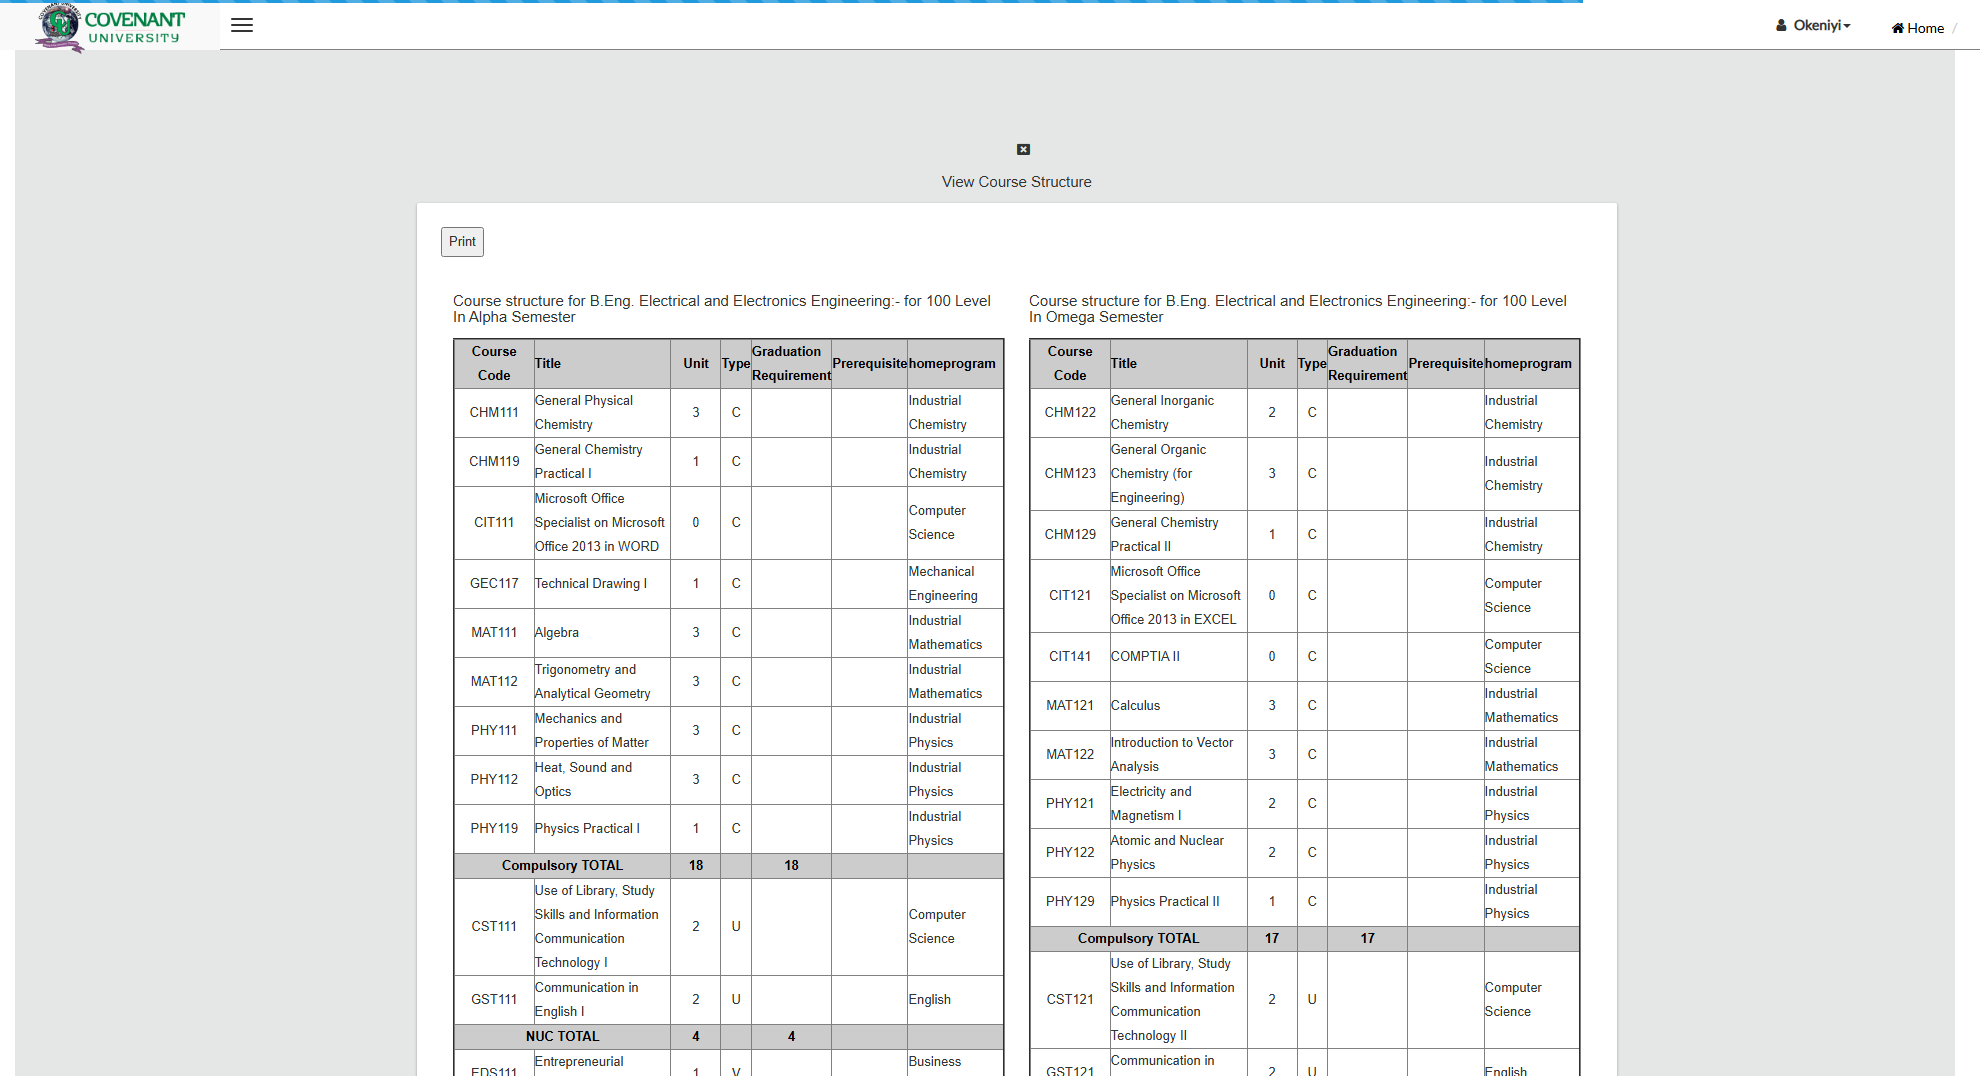 COVENANT
UNIVERSITY
Okeniyi
Home /
View Course Structure
Print
Course structure for B.Eng. Electrical and Electronics Engineering:- for 100 Level
In Alpha Semester
Course Code Title Unit Type Graduation Requirement Prerequisite homeprogram
CHM111 General Physical Chemistry 3 C Industrial Chemistry
CHM119 General Chemistry Practical I 1 C Industrial Chemistry
CIT111 Microsoft Office Specialist on Microsoft Office 2013 in WORD 0 C Computer Science
GEC117 Technical Drawing I 1 C Mechanical Engineering
MAT111 Algebra 3 C Industrial Mathematics
MAT112 Trigonometry and Analytical Geometry 3 C Industrial Mathematics
PHY111 Mechanics and Properties of Matter 3 C Industrial Physics
PHY112 Heat, Sound and Optics 3 C Industrial Physics
PHY119 Physics Practical I 1 C Industrial Physics
Compulsory TOTAL 18 18
CST111 Use of Library, Study Skills and Information Communication Technology I 2 U Computer Science
GST111 Communication in English I 2 U English
NUC TOTAL 4 4
EDS111 Entrepreneurial 1 V Business
Course structure for B.Eng. Electrical and Electronics Engineering:- for 100 Level
In Omega Semester
Course Code Title Unit Type Graduation Requirement Prerequisite homeprogram
CHM122 General Inorganic Chemistry 2 C Industrial Chemistry
CHM123 General Organic Chemistry (for Engineering) 3 C Industrial Chemistry
CHM129 General Chemistry Practical II 1 C Industrial Chemistry
CIT121 Microsoft Office Specialist on Microsoft Office 2013 in EXCEL 0 C Computer Science
CIT141 COMPTIA II 0 C Computer Science
MAT121 Calculus 3 C Industrial Mathematics
MAT122 Introduction to Vector Analysis 3 C Industrial Mathematics
PHY121 Electricity and Magnetism I 2 C Industrial Physics
PHY122 Atomic and Nuclear Physics 2 C Industrial Physics
PHY129 Physics Practical II 1 C Industrial Physics
Compulsory TOTAL 17 17
CST121 Use of Library, Study Skills and Information Communication Technology II 2 U Computer Science
GST121 Communication in 2 U English